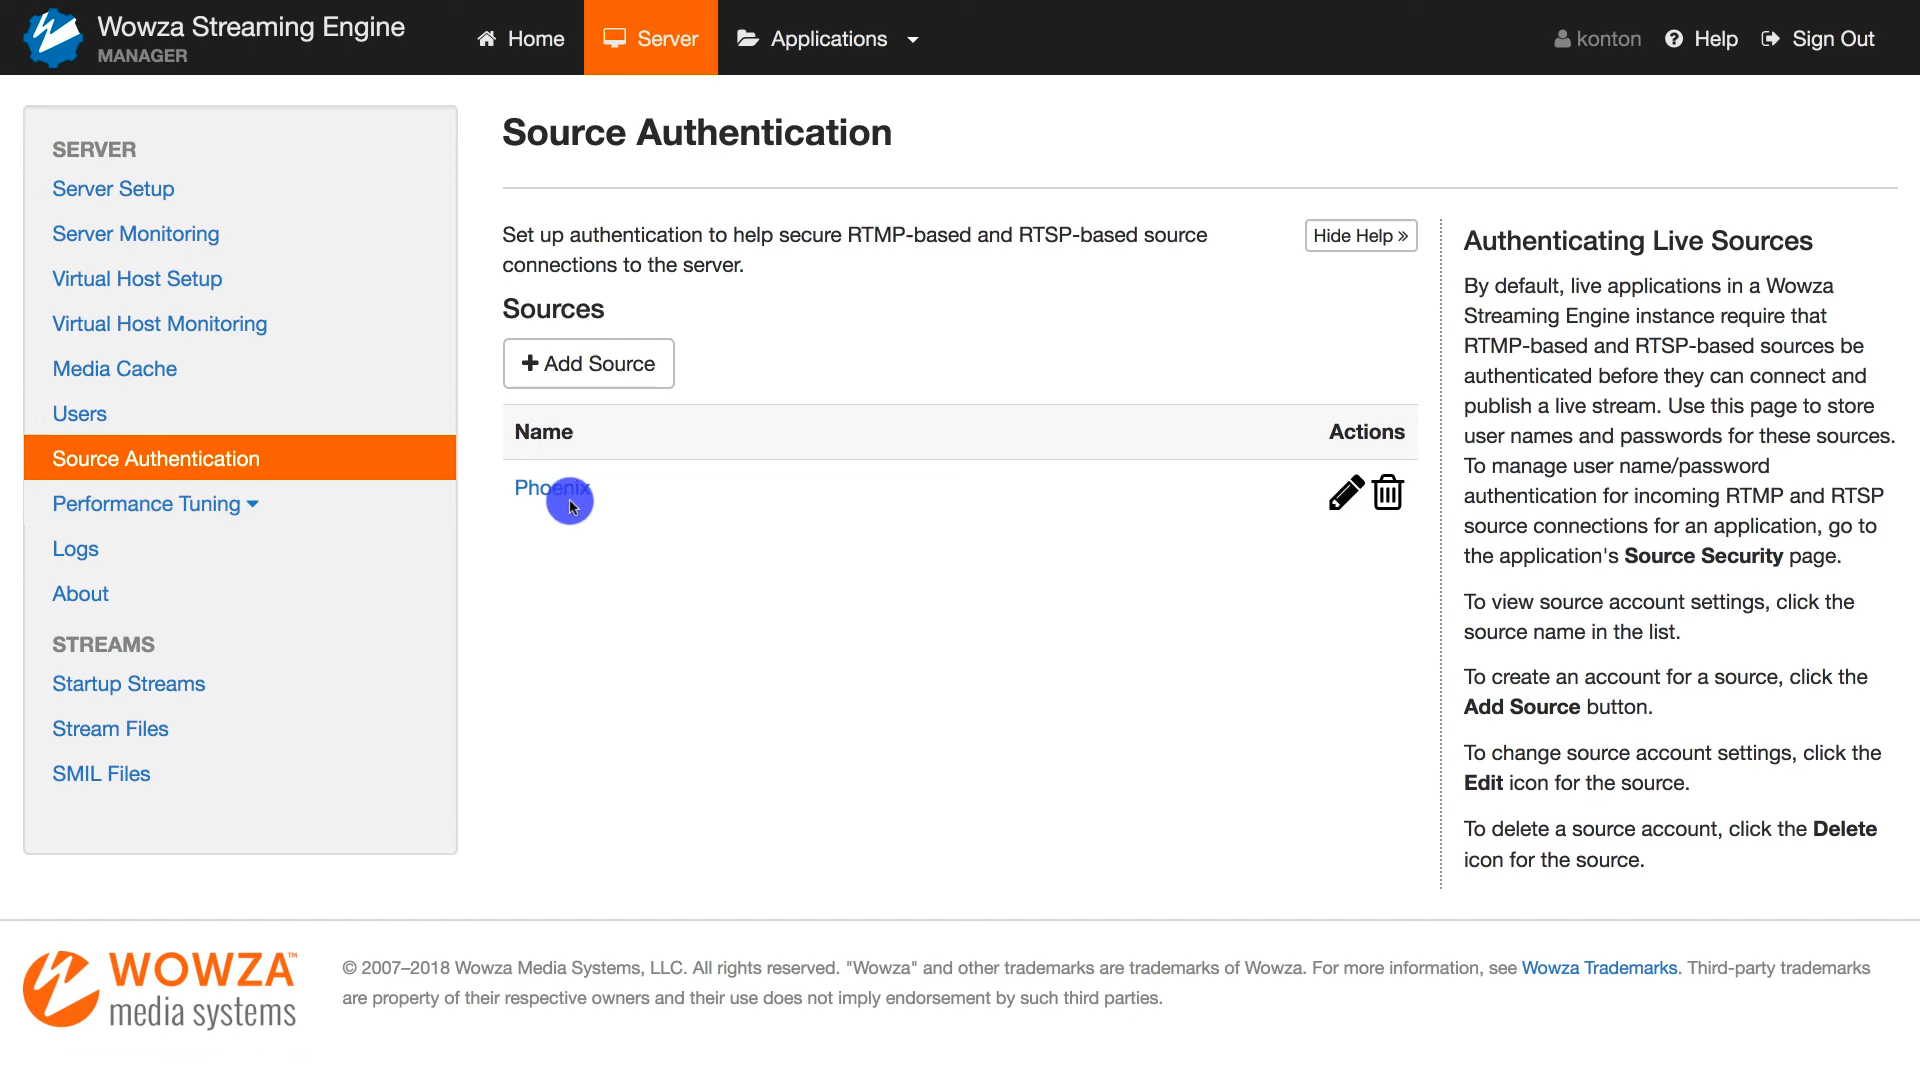 Wowza Streaming Engine
MANAGER
Home
Server
Applications
konton
Help
Sign Out
SERVER
Server Setup
Server Monitoring
Virtual Host Setup
Virtual Host Monitoring
Media Cache
Users
Source Authentication
Performance Tuning
Logs
About
STREAMS
Startup Streams
Stream Files
SMIL Files
Source Authentication
Set up authentication to help secure RTMP-based and RTSP-based source
connections to the server.
Hide Help »
Sources
+ Add Source
Name
Actions
Phoenix
Authenticating Live Sources
By default, live applications in a Wowza
Streaming Engine instance require that
RTMP-based and RTSP-based sources be
authenticated before they can connect and
publish a live stream. Use this page to store
user names and passwords for these sources.
To manage user name/password
authentication for incoming RTMP and RTSP
source connections for an application, go to
the application's Source Security page.
To view source account settings, click the
source name in the list.
To create an account for a source, click the
Add Source button.
To change source account settings, click the
Edit icon for the source.
To delete a source account, click the Delete
icon for the source.
WOWZA™
media systems
© 2007–2018 Wowza Media Systems, LLC. All rights reserved. "Wowza" and other trademarks are trademarks of Wowza. For more information, see Wowza Trademarks. Third-party trademarks
are property of their respective owners and their use does not imply endorsement by such third parties.